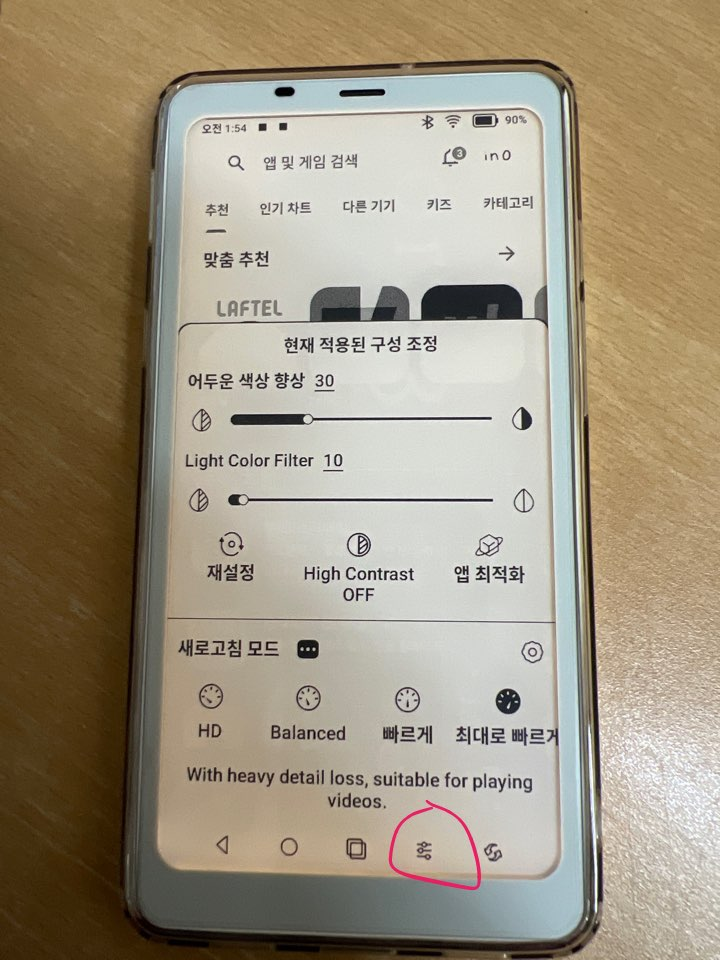 오전 1:54
90%
앱 및 게임 검색
3
추천 인기 차트 다른 기기 키즈 카테고리
맞춤 추천
LAFTEL
현재 적용된 구성 조정
어두운 색상 향상 30
Light Color Filter 10
재설정 High Contrast OFF 앱 최적화
새로고침 모드
HD Balanced 빠르게 최대로 빠르게
With heavy detail loss, suitable for playing
videos.